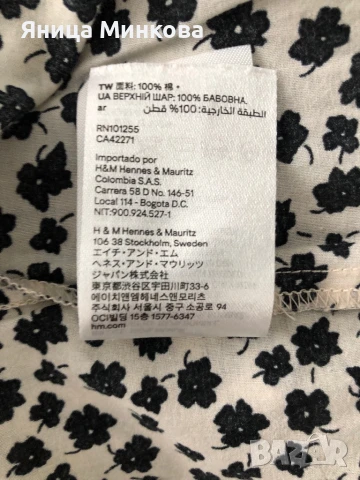 Яница Минкова
TW 面料: 100% 棉 •
UA ВЕРХНІЙ ШАР: 100% БАВОВНА.
ar
الطبقة الخارجية: 100% قطن
RN101255
CA42271
Importado por
H&M Hennes & Mauritz
Colombia S.A.S.
Carrera 58 D No. 146-51
Local 114 - Bogota D.C.
NIT:900.924.527-1
H & M Hennes & Mauritz
106 38 Stockholm, Sweden
エイチ・アンド・エム
ヘネス・アンド・マウリッツ
ジャパン株式会社
東京都渋谷区宇田川町33-6
에이치앤엠헤네스앤모리츠
주식회사 서울시 중구 을지로 94
OCI빌딩 15층 1577-6347
hm.com
BAZAR